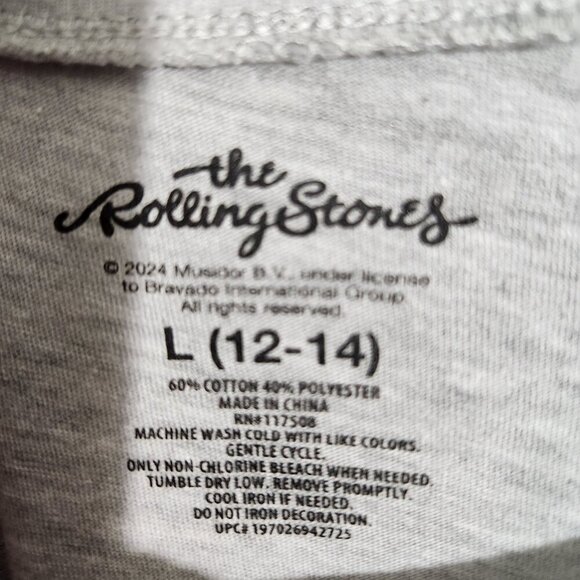 the
Rolling Stones
© 2024 Musidor B.V., under license
to Bravado International Group.
All rights reserved.
L (12-14)
60% COTTON 40% POLYESTER
MADE IN CHINA
RN#117508
MACHINE WASH COLD WITH LIKE COLORS.
GENTLE CYCLE.
ONLY NON-CHLORINE BLEACH WHEN NEEDED.
TUMBLE DRY LOW. REMOVE PROMPTLY.
COOL IRON IF NEEDED.
DO NOT IRON DECORATION.
UPC# 197026942725